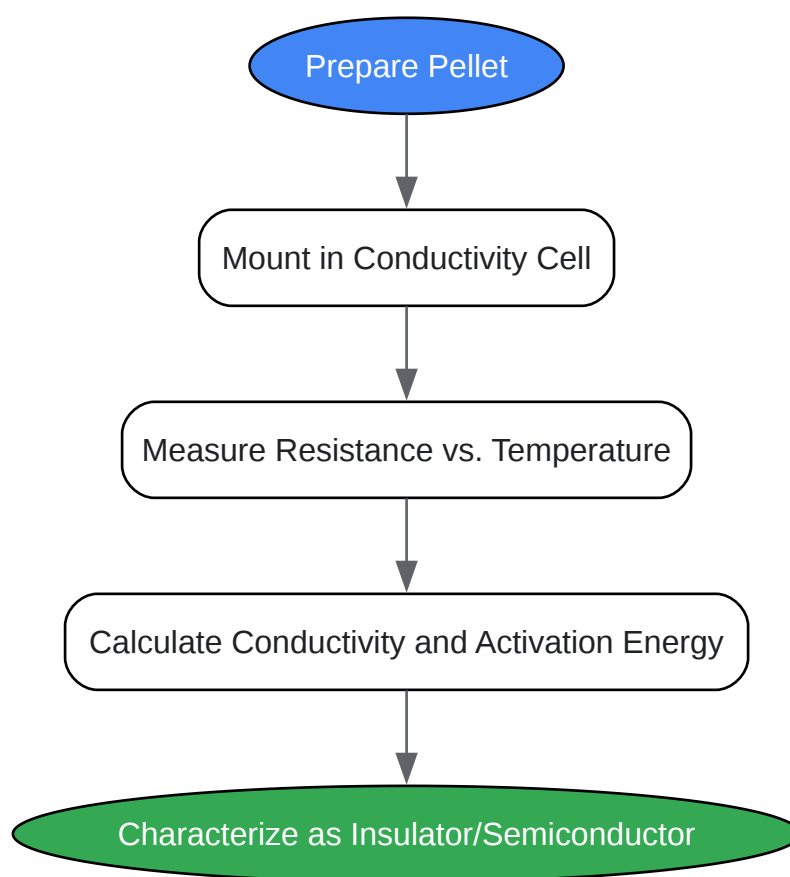 Prepare Pellet
Mount in Conductivity Cell
Measure Resistance vs. Temperature
Calculate Conductivity and Activation Energy
Characterize as Insulator/Semiconductor